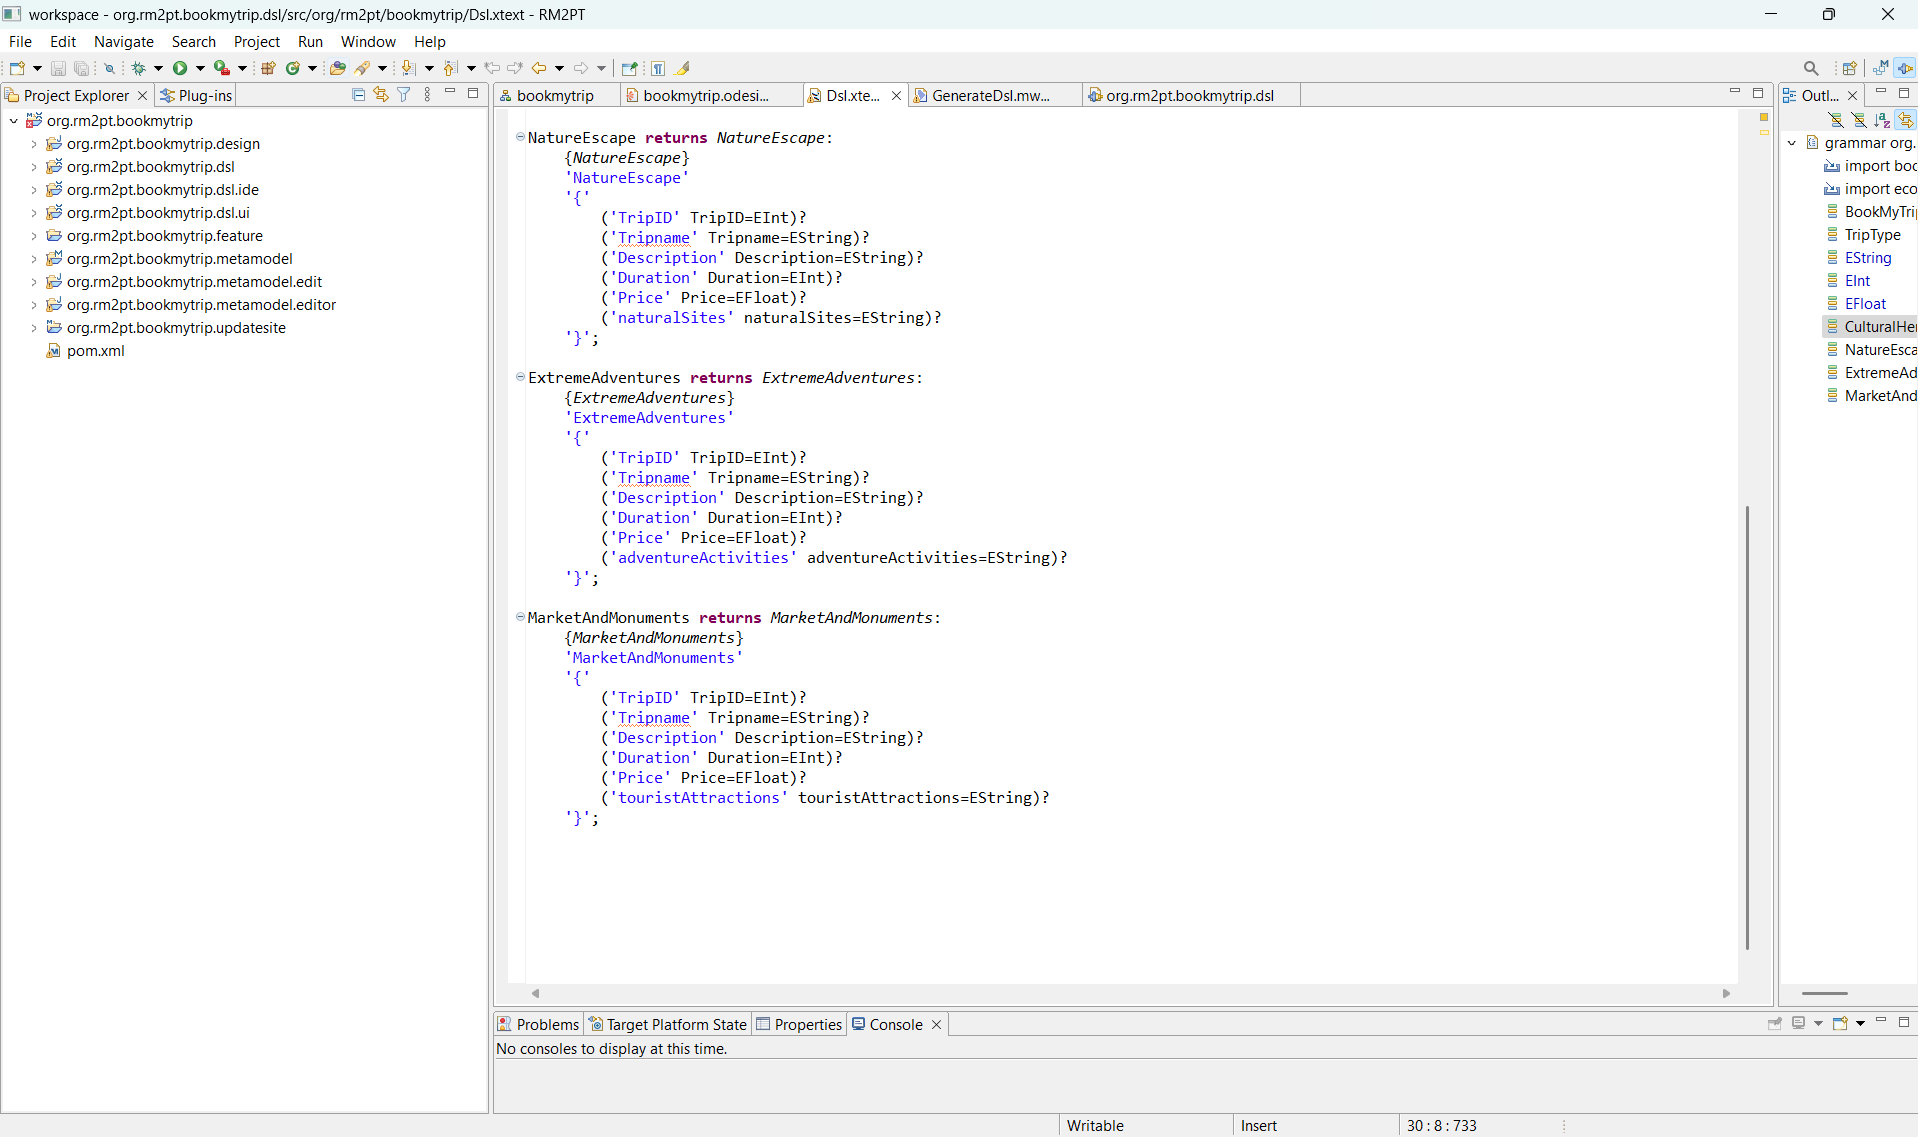 workspace - org.rm2pt.bookmytrip.dsl/src/org/rm2pt/bookmytrip/Dsl.xtext - RM2PT
File Edit Navigate Search Project Run Window Help
Project Explorer Plug-ins
org.rm2pt.bookmytrip
org.rm2pt.bookmytrip.design
org.rm2pt.bookmytrip.dsl
org.rm2pt.bookmytrip.dsl.ide
org.rm2pt.bookmytrip.dsl.ui
org.rm2pt.bookmytrip.feature
org.rm2pt.bookmytrip.metamodel
org.rm2pt.bookmytrip.metamodel.edit
org.rm2pt.bookmytrip.metamodel.editor
org.rm2pt.bookmytrip.updatesite
pom.xml
bookmytrip bookmytrip.odesi... Dsl.xte... GenerateDsl.mw... org.rm2pt.bookmytrip.dsl
NatureEscape returns NatureEscape:
{NatureEscape}
'NatureEscape'
'{'
('TripID' TripID=EInt)?
('Tripname' Tripname=EString)?
('Description' Description=EString)?
('Duration' Duration=EInt)?
('Price' Price=EFloat)?
('naturalSites' naturalSites=EString)?
'}';
ExtremeAdventures returns ExtremeAdventures:
{ExtremeAdventures}
'ExtremeAdventures'
'{'
('TripID' TripID=EInt)?
('Tripname' Tripname=EString)?
('Description' Description=EString)?
('Duration' Duration=EInt)?
('Price' Price=EFloat)?
('adventureActivities' adventureActivities=EString)?
'}';
MarketAndMonuments returns MarketAndMonuments:
{MarketAndMonuments}
'MarketAndMonuments'
'{'
('TripID' TripID=EInt)?
('Tripname' Tripname=EString)?
('Description' Description=EString)?
('Duration' Duration=EInt)?
('Price' Price=EFloat)?
('touristAttractions' touristAttractions=EString)?
'}';
Outl...
grammar org.
import boo
import eco
BookMyTri
TripType
EString
EInt
EFloat
CulturalHe
NatureEsca
ExtremeAd
MarketAnd
Problems Target Platform State Properties Console
No consoles to display at this time.
Writable Insert 30 : 8 : 733